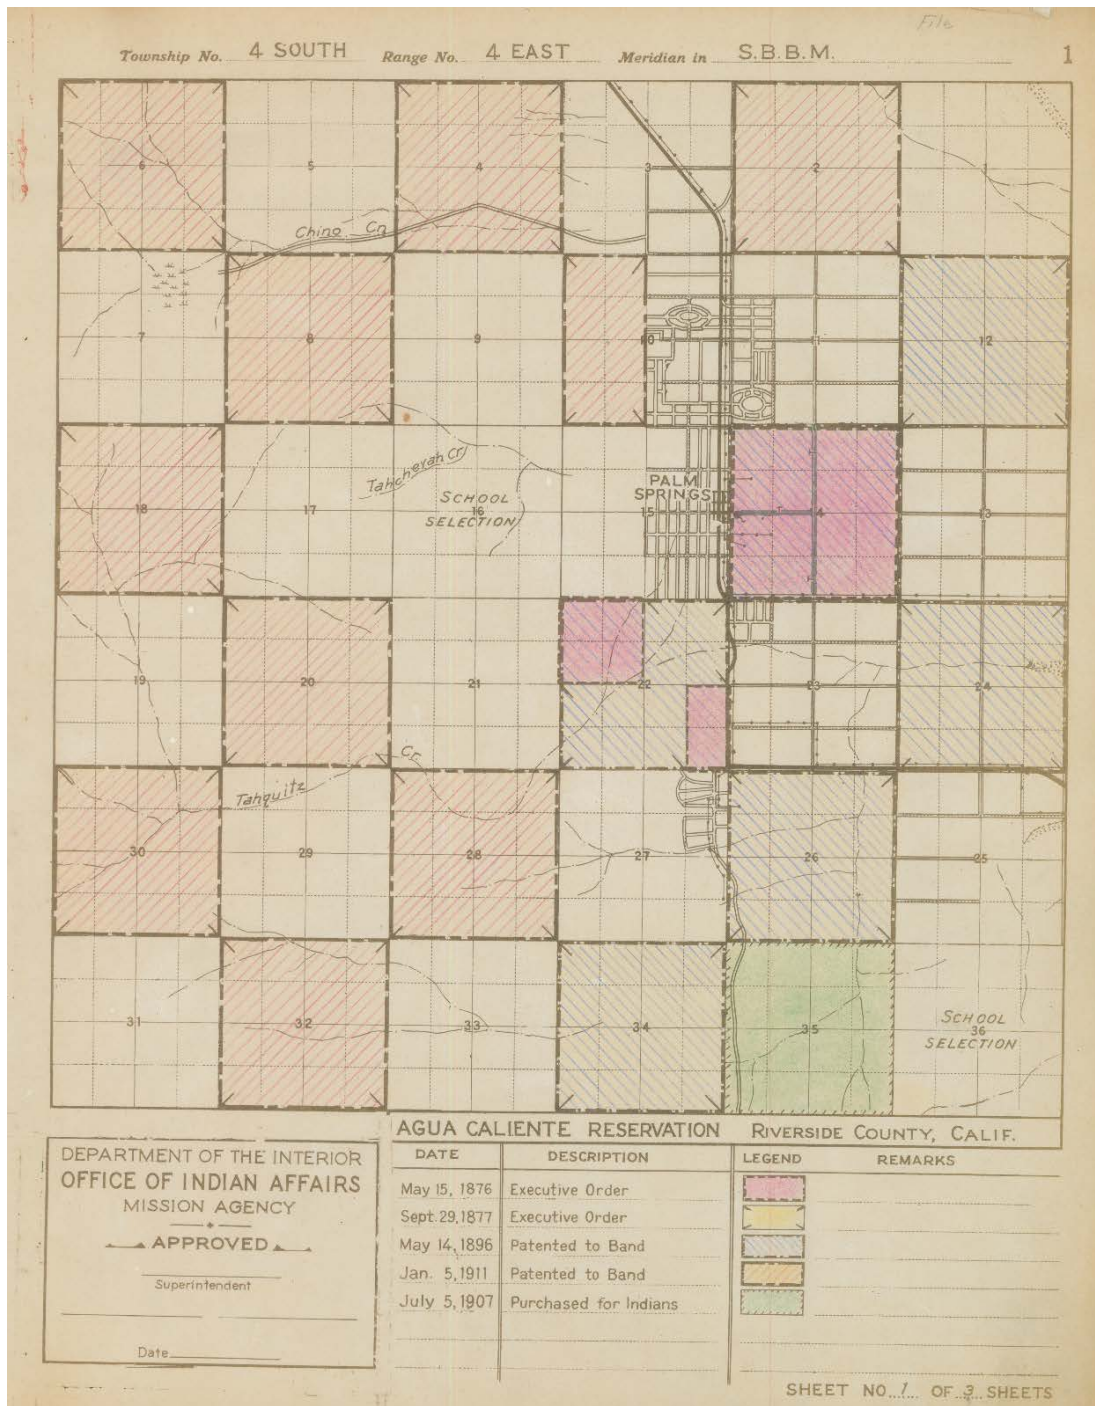 File
Township No. 4 SOUTH Range No. 4 EAST Meridian in S.B.B.M. 1
6 5 4 3 2 1
Chino Cn
7 8 9 10 11 12
Tahchevah Cr
PALM
SPRINGS
SCHOOL
18 17 16 15 14 13
SELECTION
19 20 21 22 23 24
Cr
Tahquitz
30 29 28 27 26 25
SCHOOL
31 32 33 34 35 36
SELECTION
AGUA CALIENTE RESERVATION RIVERSIDE COUNTY, CALIF.
DEPARTMENT OF THE INTERIOR
OFFICE OF INDIAN AFFAIRS
MISSION AGENCY
APPROVED
Superintendent
Date
DATE DESCRIPTION LEGEND REMARKS
May 15, 1876 Executive Order
Sept. 29, 1877 Executive Order
May 14, 1896 Patented to Band
Jan. 5, 1911 Patented to Band
July 5, 1907 Purchased for Indians
SHEET NO. 1 OF 3 SHEETS